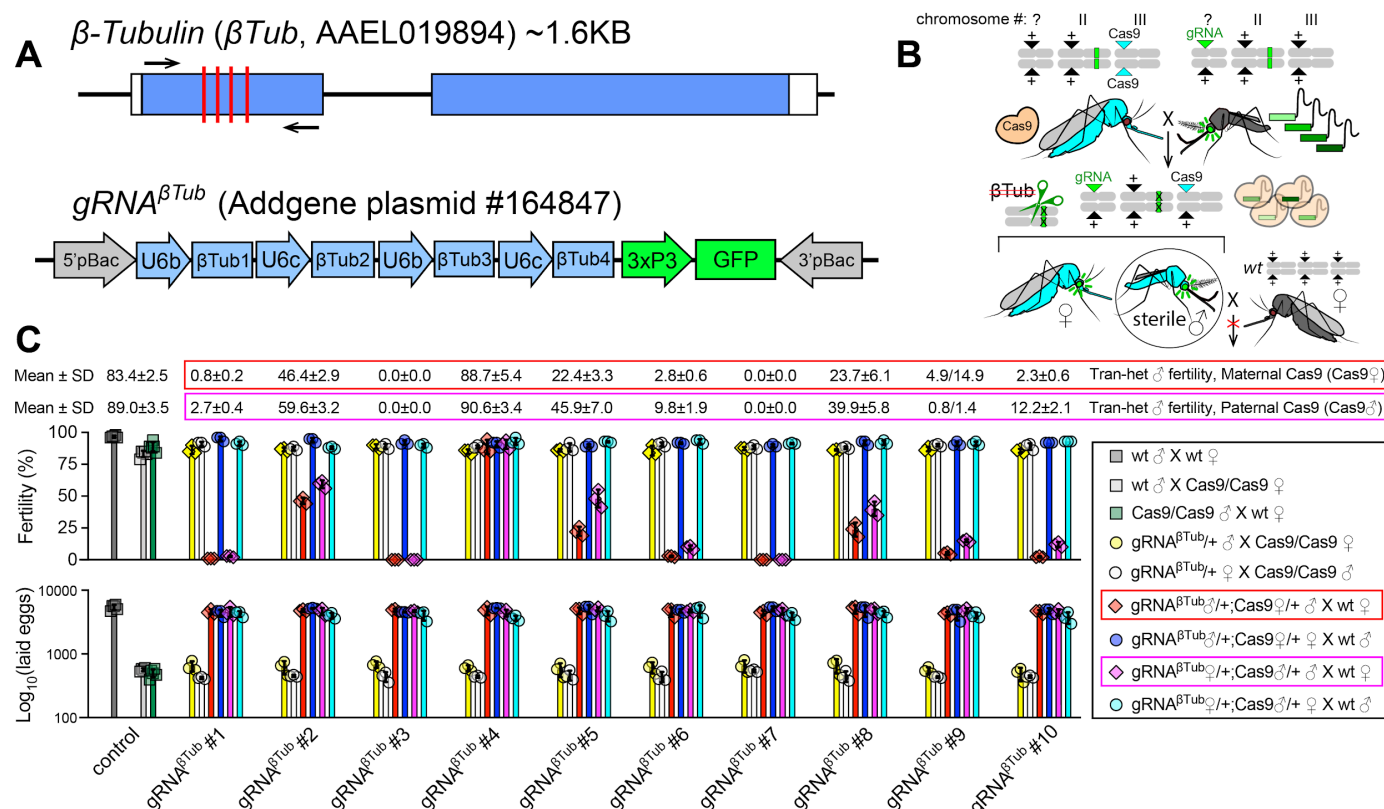 A
β-Tubulin (βTub, AAEL019894) ~1.6KB
gRNAβTub (Addgene plasmid #164847)
5'pBac U6b βTub1 U6c βTub2 U6b βTub3 U6c βTub4 3xP3 GFP 3'pBac
B
chromosome #: ? II III ? II III
+ + Cas9 gRNA + +
+ + Cas9 + + +
Cas9 X
βTub gRNA + Cas9
+ + +
wt + + +
+ + +
♀ sterile ♂ X ♀
C
Mean ± SD 83.4±2.5 0.8±0.2 46.4±2.9 0.0±0.0 88.7±5.4 22.4±3.3 2.8±0.6 0.0±0.0 23.7±6.1 4.9/14.9 2.3±0.6 Tran-het ♂ fertility, Maternal Cas9 (Cas9♀)
Mean ± SD 89.0±3.5 2.7±0.4 59.6±3.2 0.0±0.0 90.6±3.4 45.9±7.0 9.8±1.9 0.0±0.0 39.9±5.8 0.8/1.4 12.2±2.1 Tran-het ♂ fertility, Paternal Cas9 (Cas9♂)
Fertility (%)
100
75
50
25
0
Log10(laid eggs)
10000
1000
100
control
gRNAβTub #1
gRNAβTub #2
gRNAβTub #3
gRNAβTub #4
gRNAβTub #5
gRNAβTub #6
gRNAβTub #7
gRNAβTub #8
gRNAβTub #9
gRNAβTub #10
wt ♂ X wt ♀
wt ♂ X Cas9/Cas9 ♀
Cas9/Cas9 ♂ X wt ♀
gRNAβTub/+ ♂ X Cas9/Cas9 ♀
gRNAβTub/+ ♀ X Cas9/Cas9 ♂
gRNAβTub♂/+;Cas9♀/+ ♂ X wt ♀
gRNAβTub♂/+;Cas9♀/+ ♀ X wt ♂
gRNAβTub♀/+;Cas9♂/+ ♂ X wt ♀
gRNAβTub♀/+;Cas9♂/+ ♀ X wt ♂